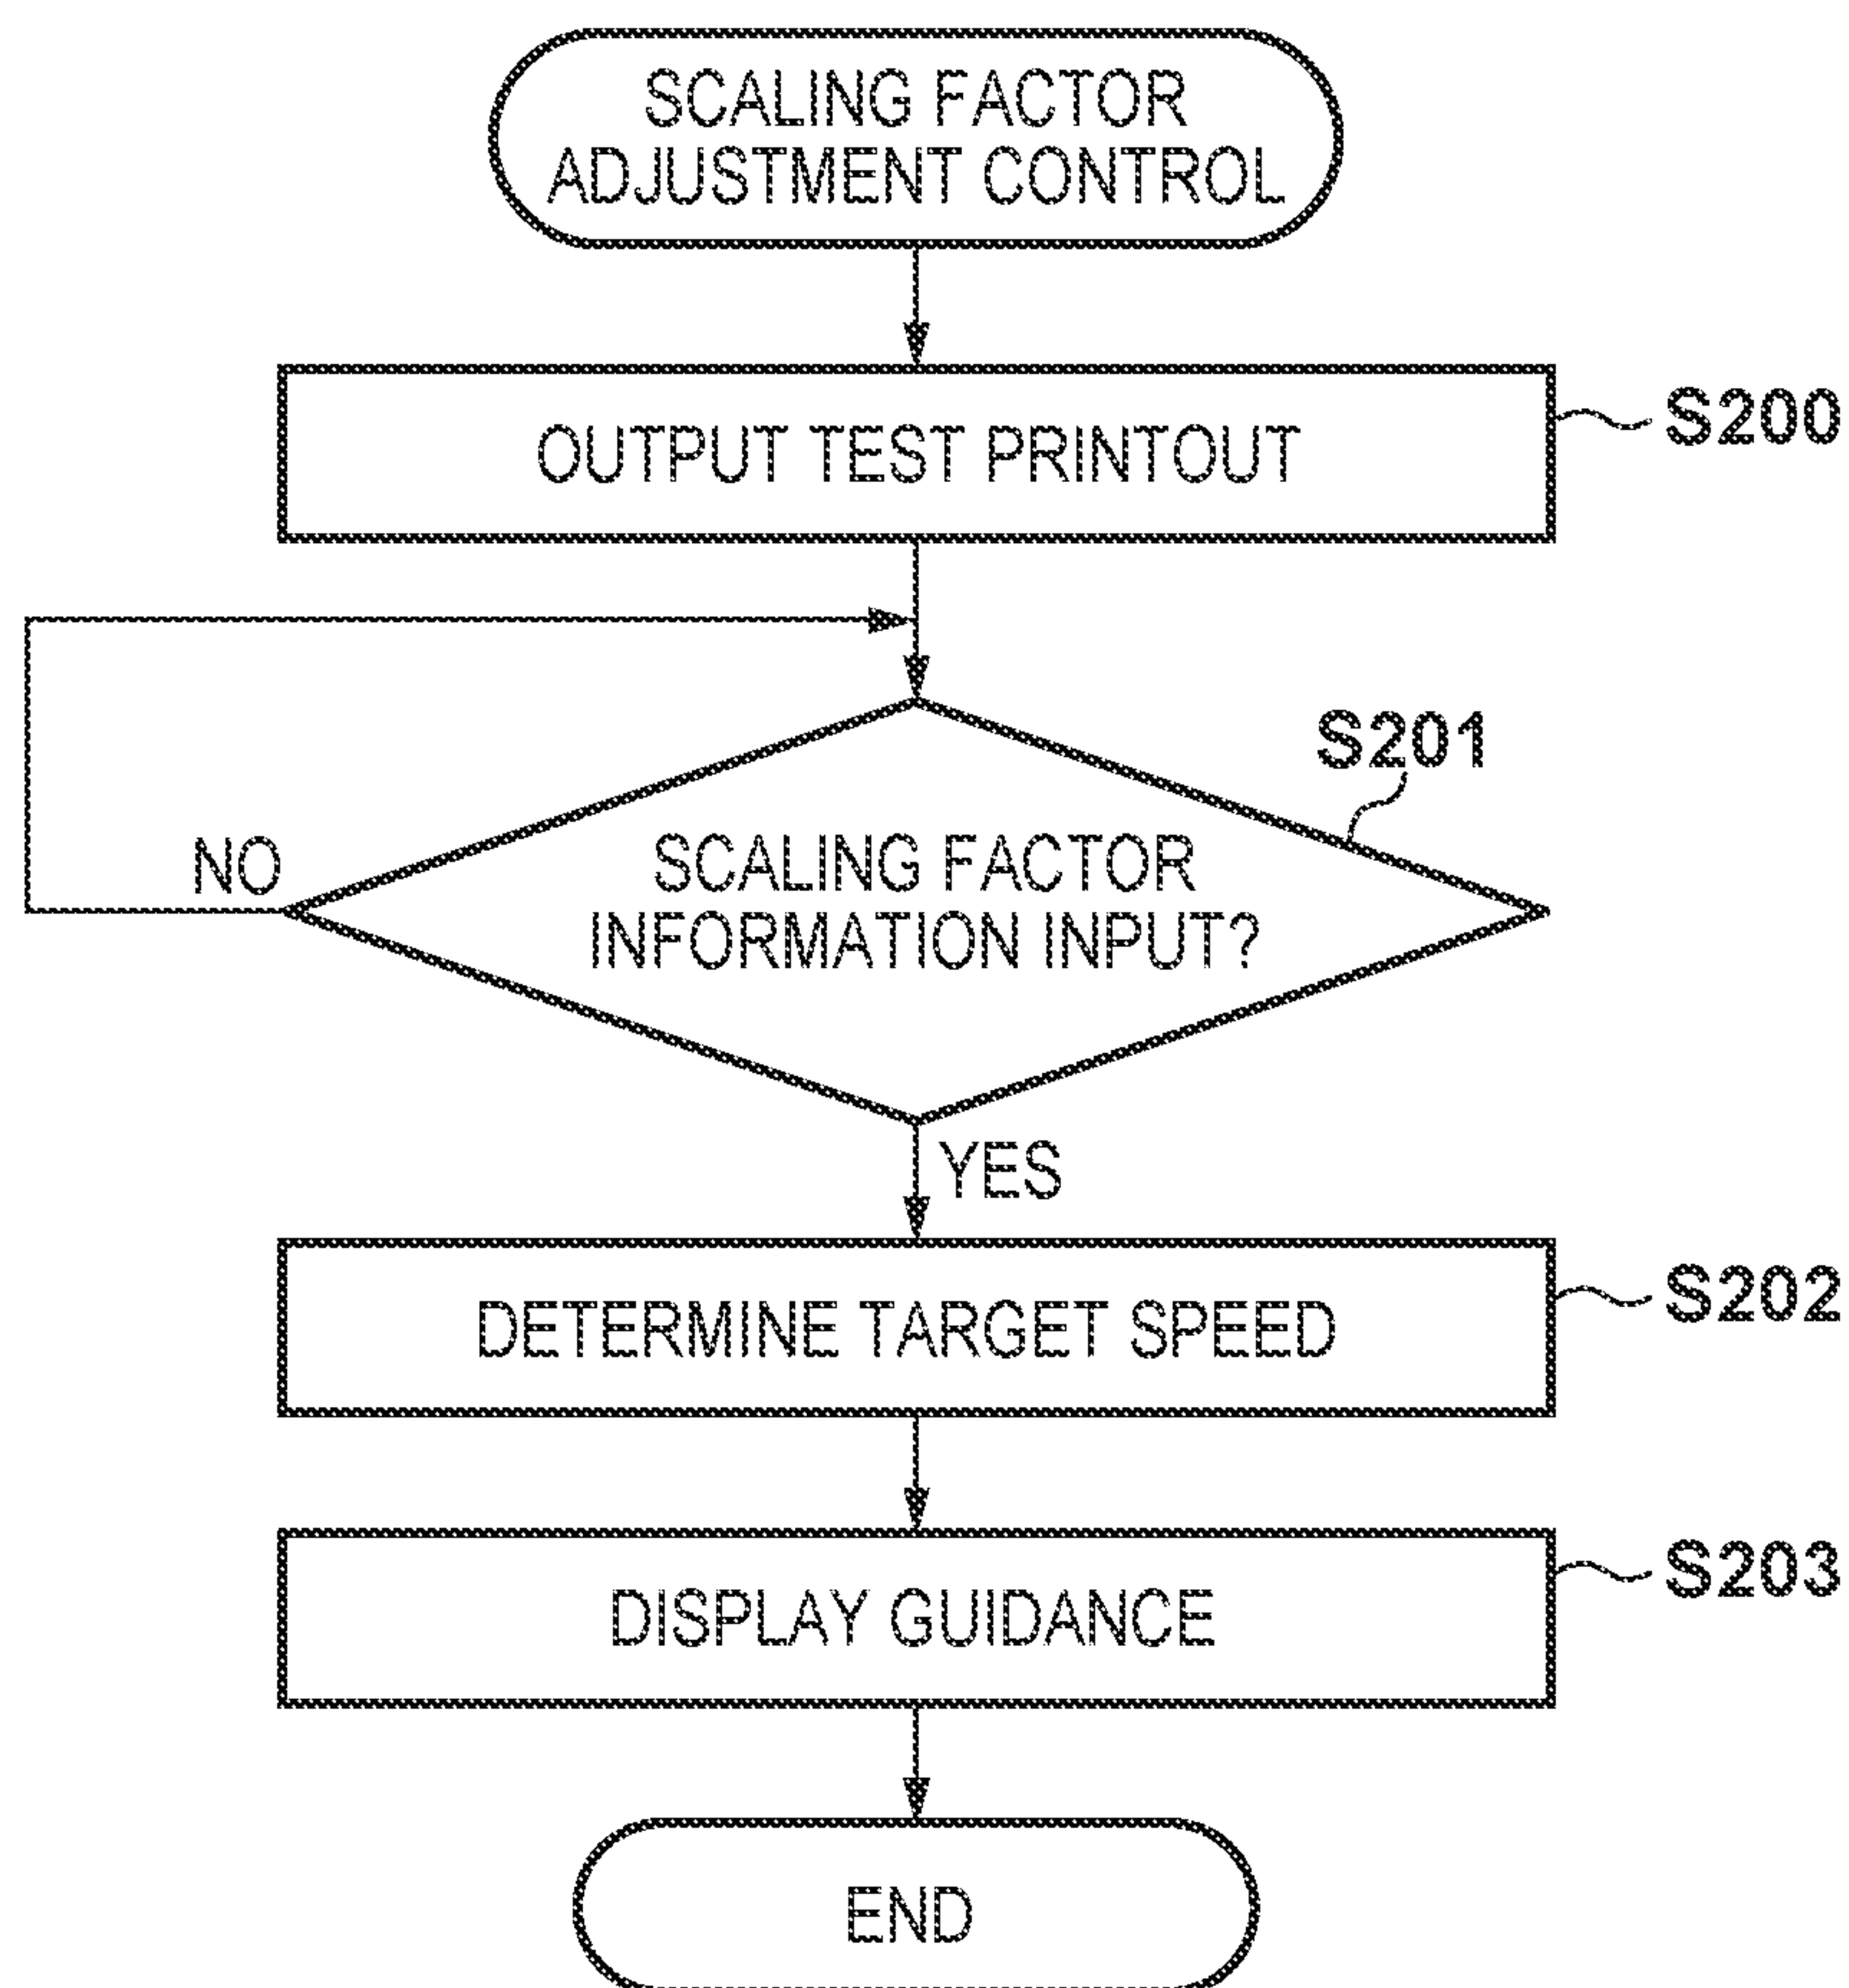 SCALING FACTOR
ADJUSTMENT CONTROL
OUTPUT TEST PRINTOUT
S200
S201
SCALING FACTOR
INFORMATION INPUT?
NO
YES
DETERMINE TARGET SPEED
S202
DISPLAY GUIDANCE
S203
END